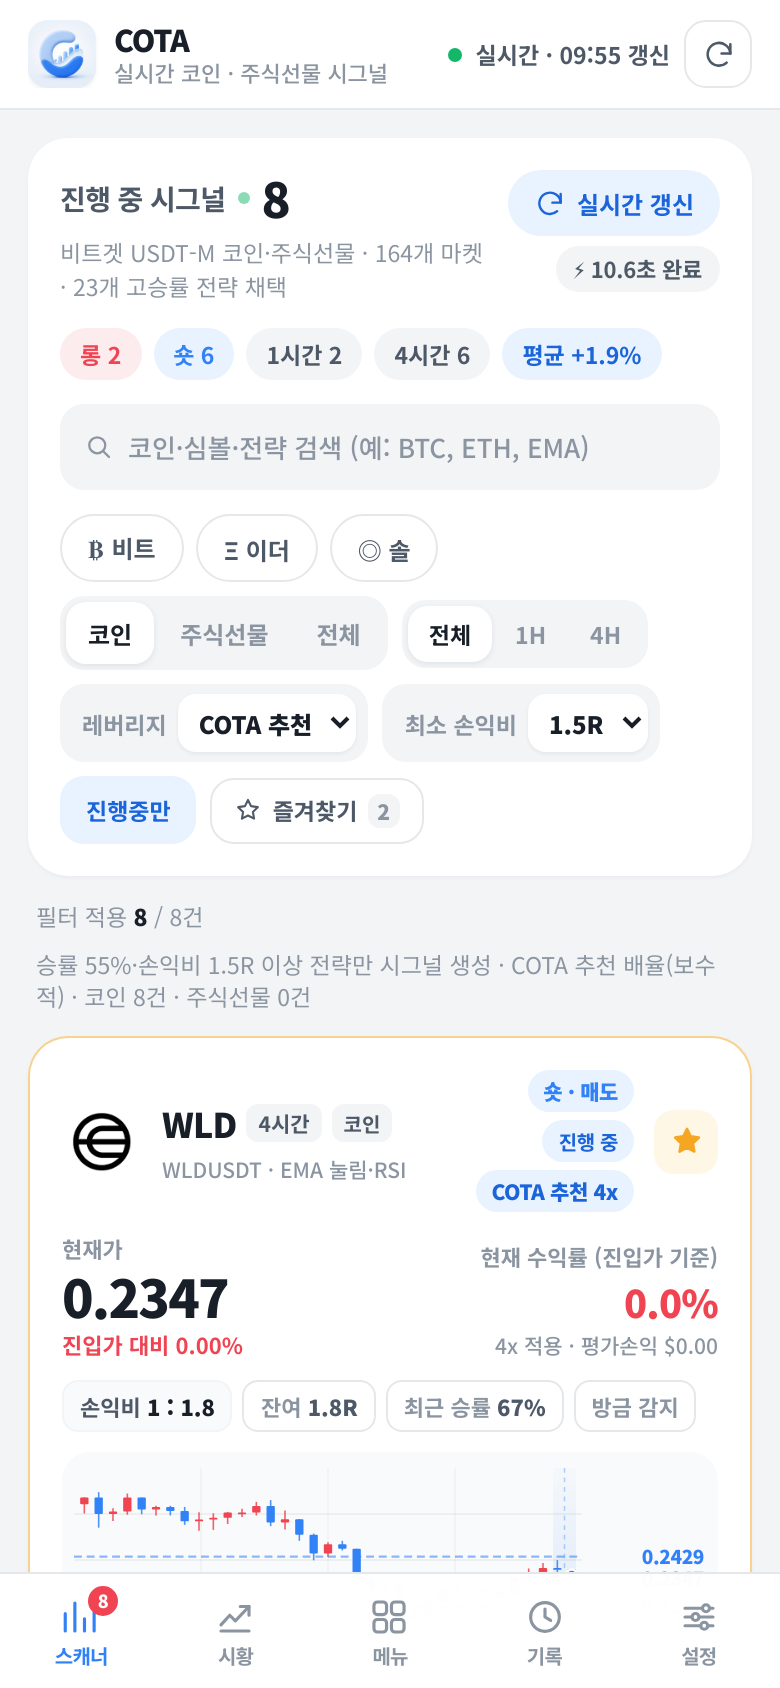 COTA
실시간 코인 · 주식선물 시그널
실시간 · 09:55 갱신
진행 중 시그널 8
실시간 갱신
비트겟 USDT-M 코인·주식선물 · 164개 마켓
· 23개 고승률 전략 채택
⚡ 10.6초 완료
롱 2 숏 6 1시간 2 4시간 6 평균 +1.9%
코인·심볼·전략 검색 (예: BTC, ETH, EMA)
₿ 비트 Ξ 이더 ◎ 솔
코인 주식선물 전체 전체 1H 4H
레버리지 COTA 추천 최소 손익비 1.5R
진행중만 즐겨찾기 2
필터 적용 8 / 8건
승률 55%·손익비 1.5R 이상 전략만 시그널 생성 · COTA 추천 배율(보수
적) · 코인 8건 · 주식선물 0건
숏 · 매도
WLD 4시간 코인
진행 중
WLDUSDT · EMA 눌림·RSI
COTA 추천 4x
현재가
현재 수익률 (진입가 기준)
0.2347
0.0%
진입가 대비 0.00%
4x 적용 · 평가손익 $0.00
손익비 1 : 1.8 잔여 1.8R 최근 승률 67% 방금 감지
0.2429
8
스캐너 시황 메뉴 기록 설정